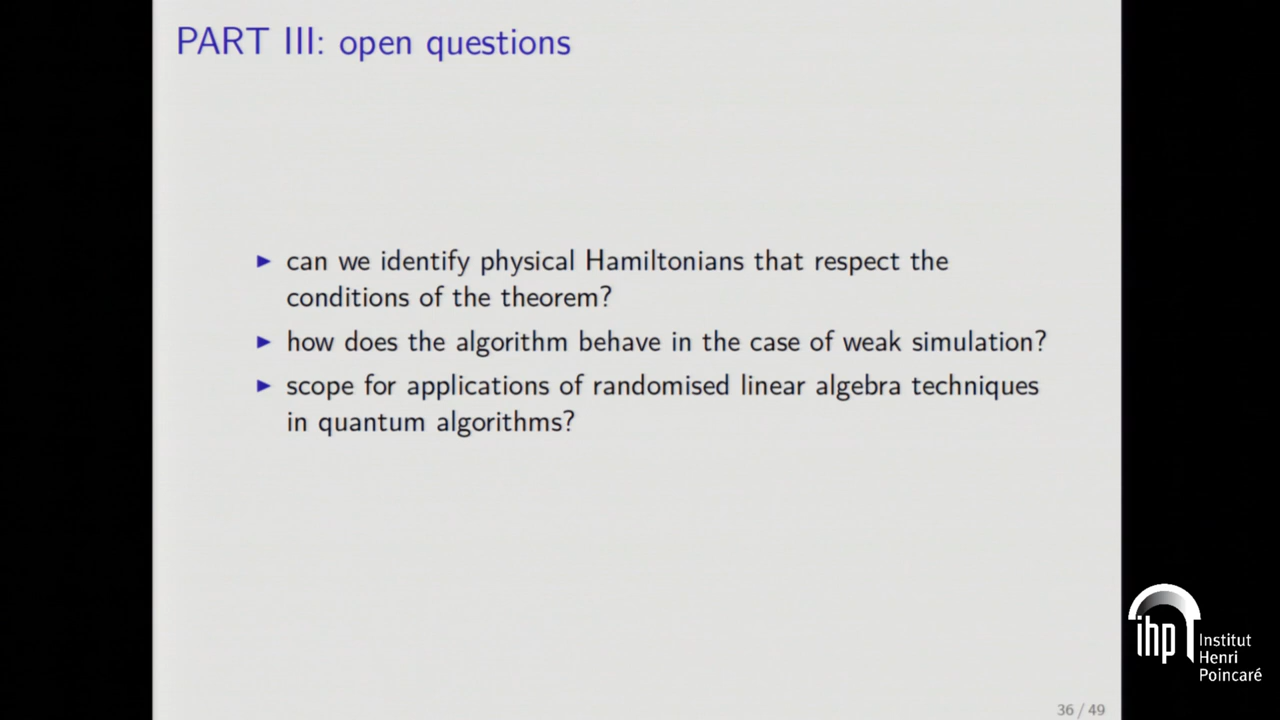 PART III: open questions
▶ can we identify physical Hamiltonians that respect the
conditions of the theorem?
▶ how does the algorithm behave in the case of weak simulation?
▶ scope for applications of randomised linear algebra techniques
in quantum algorithms?
ihp
Institut
Henri
Poincaré
36 / 49